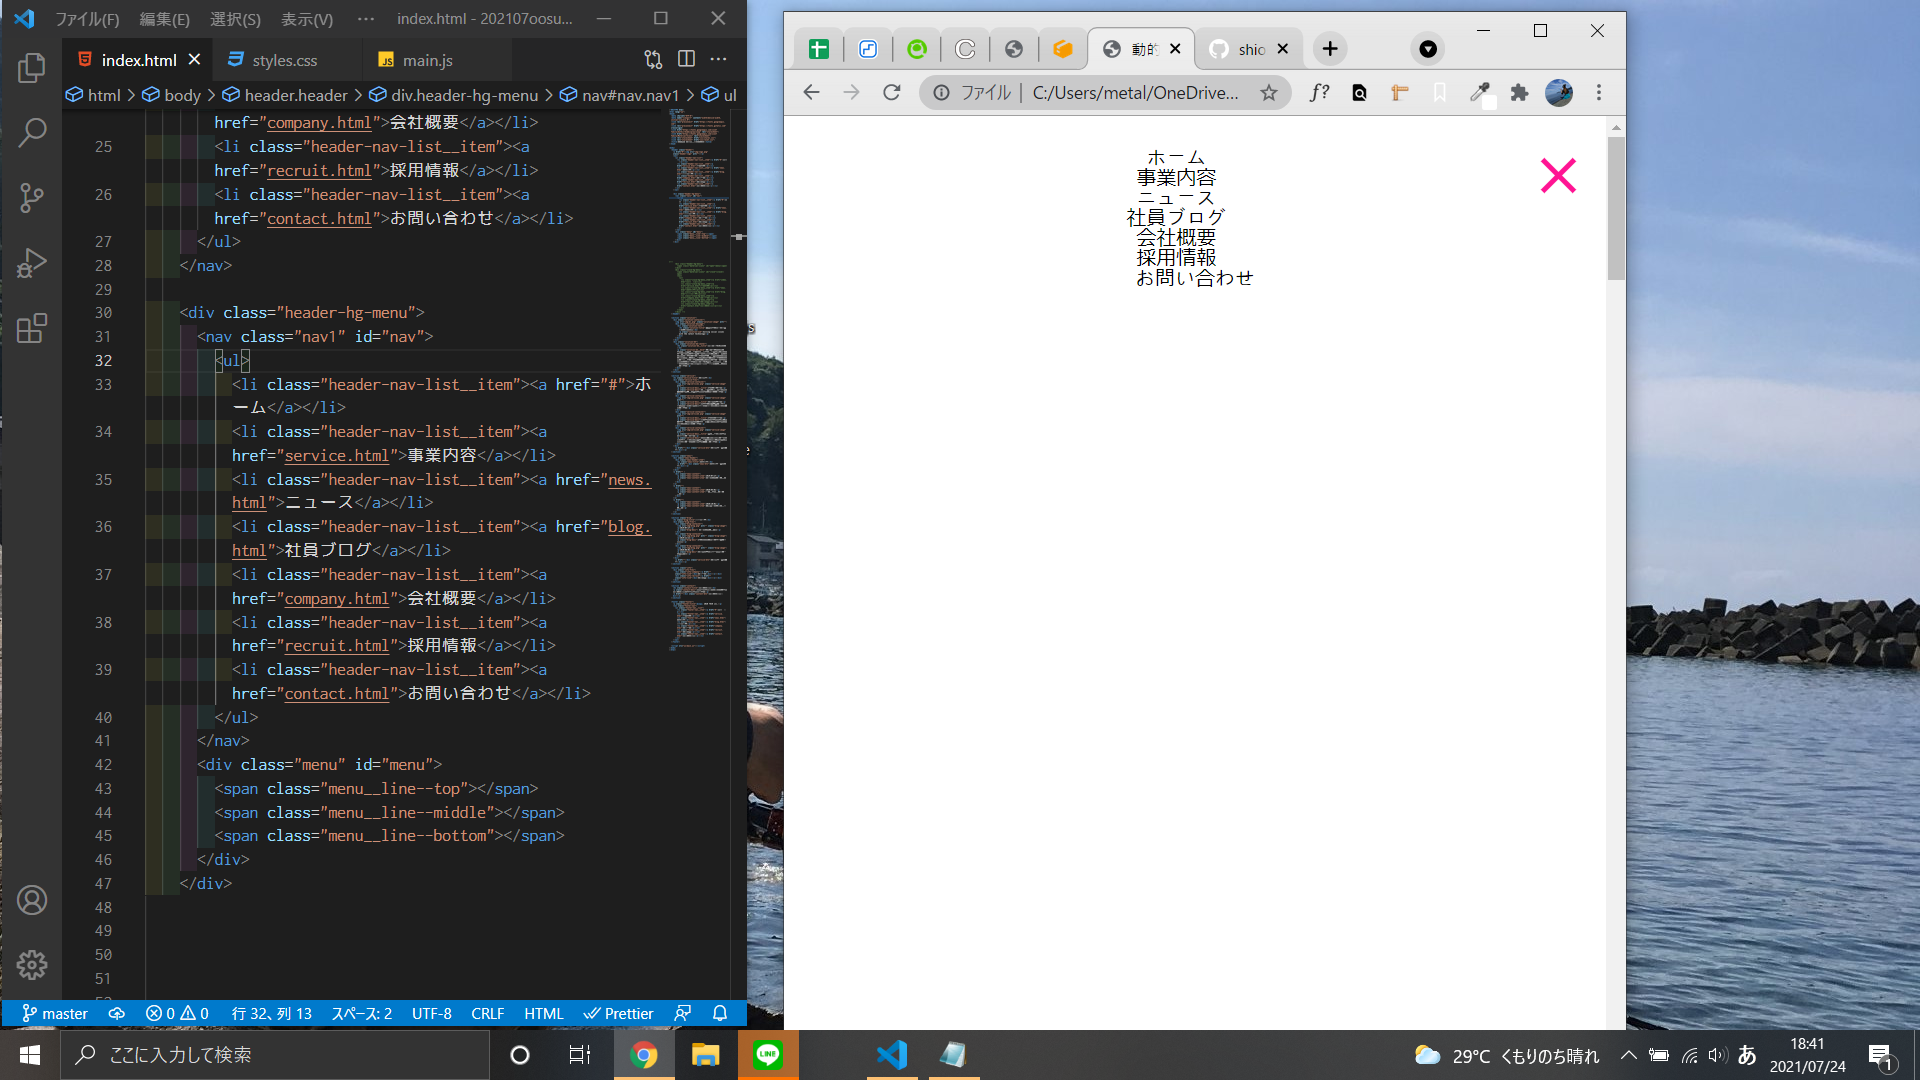 ファイル(F) 編集(E) 選択(S) 表示(V) ··· index.html - 202107oosu...
index.html styles.css main.js
html > body > header.header > div.header-hg-menu > nav#nav.nav1 > ul
href="company.html">会社概要</a></li>
25 <li class="header-nav-list__item"><a
href="recruit.html">採用情報</a></li>
26 <li class="header-nav-list__item"><a
href="contact.html">お問い合わせ</a></li>
27 </ul>
28 </nav>
29
30 <div class="header-hg-menu">
31 <nav class="nav1" id="nav">
32 <ul>
33 <li class="header-nav-list__item"><a href="#">ホ
ーム</a></li>
34 <li class="header-nav-list__item"><a
href="service.html">事業内容</a></li>
35 <li class="header-nav-list__item"><a href="news.
html">ニュース</a></li>
36 <li class="header-nav-list__item"><a href="blog.
html">社員ブログ</a></li>
37 <li class="header-nav-list__item"><a
href="company.html">会社概要</a></li>
38 <li class="header-nav-list__item"><a
href="recruit.html">採用情報</a></li>
39 <li class="header-nav-list__item"><a
href="contact.html">お問い合わせ</a></li>
40 </ul>
41 </nav>
42 <div class="menu" id="menu">
43 <span class="menu__line--top"></span>
44 <span class="menu__line--middle"></span>
45 <span class="menu__line--bottom"></span>
46 </div>
47 </div>
48
49
50
51
master 0 0 行 32、列 13 スペース: 2 UTF-8 CRLF HTML Prettier
動的 shio
ファイル | C:/Users/metal/OneDrive... f?
ホーム
事業内容
ニュース
社員ブログ
会社概要
採用情報
お問い合わせ
ここに入力して検索
LINE
29°C くもりのち晴れ あ 18:41
2021/07/24
1